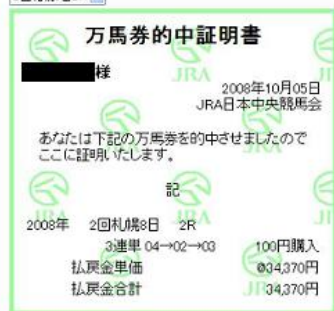 万馬券的中証明書
様
2008年10月05日
JRA日本中央競馬会
あなたは下記の万馬券を的中させましたので
ここに証明いたします。
記
2008年 2回札幌8日 2R
3連単 04→02→03 100円購入
払戻金単価 @34,370円
払戻金合計 34,370円
JRA
JRA
JRA
JRA
JRA